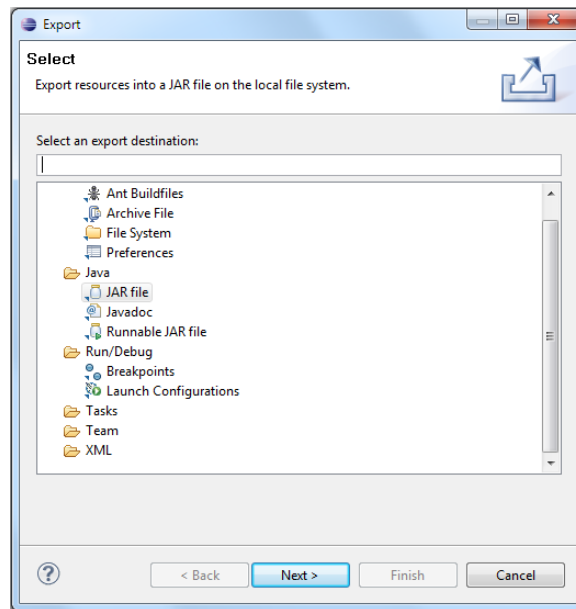 Export
Select
Export resources into a JAR file on the local file system.
Select an export destination:
Ant Buildfiles
Archive File
File System
Preferences
Java
JAR file
Javadoc
Runnable JAR file
Run/Debug
Breakpoints
Launch Configurations
Tasks
Team
XML
? < Back Next > Finish Cancel